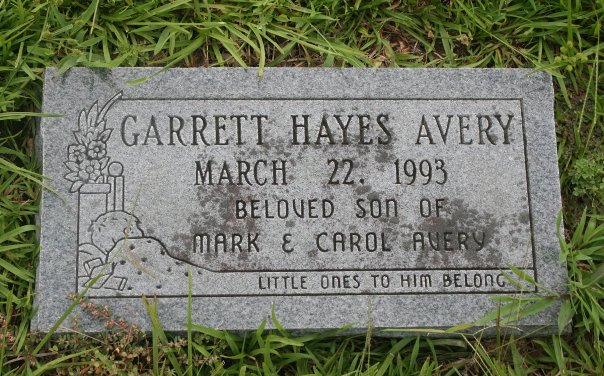 GARRETT HAYES AVERY
MARCH 22, 1993
BELOVED SON OF
MARK & CAROL AVERY
LITTLE ONES TO HIM BELONG